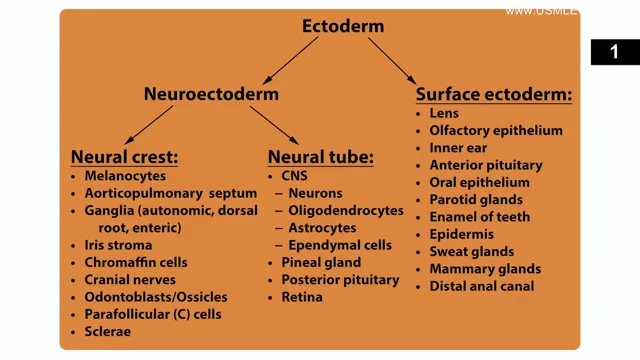 www.USMLE
1
Ectoderm
Neuroectoderm
Surface ectoderm:
• Lens
• Olfactory epithelium
• Inner ear
• Anterior pituitary
• Oral epithelium
• Parotid glands
• Enamel of teeth
• Epidermis
• Sweat glands
• Mammary glands
• Distal anal canal
Neural crest:
• Melanocytes
• Aorticopulmonary septum
• Ganglia (autonomic, dorsal
root, enteric)
• Iris stroma
• Chromaffin cells
• Cranial nerves
• Odontoblasts/Ossicles
• Parafollicular (C) cells
• Sclerae
Neural tube:
• CNS
– Neurons
– Oligodendrocytes
– Astrocytes
– Ependymal cells
• Pineal gland
• Posterior pituitary
• Retina